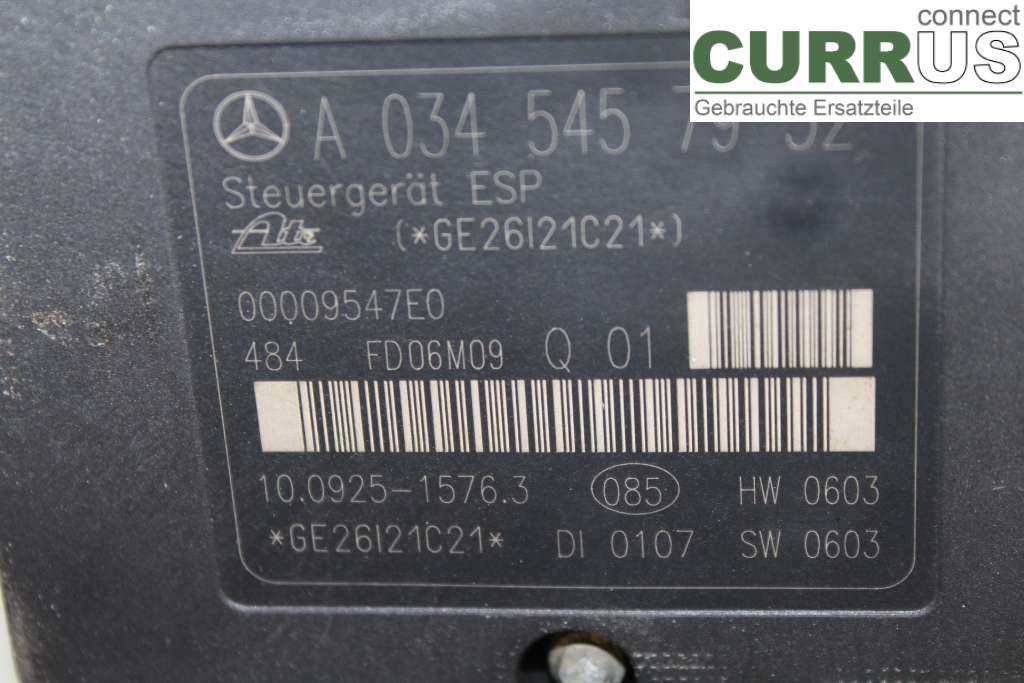 connect
CURRUS
Gebrauchte Ersatzteile
A 034 545 79 32
Steuergerät ESP
Ate (*GE26I21C21*)
00009547E0
484 FD06M09 Q 01
10.0925-1576.3 085 HW 0603
*GE26I21C21* DI 0107 SW 0603